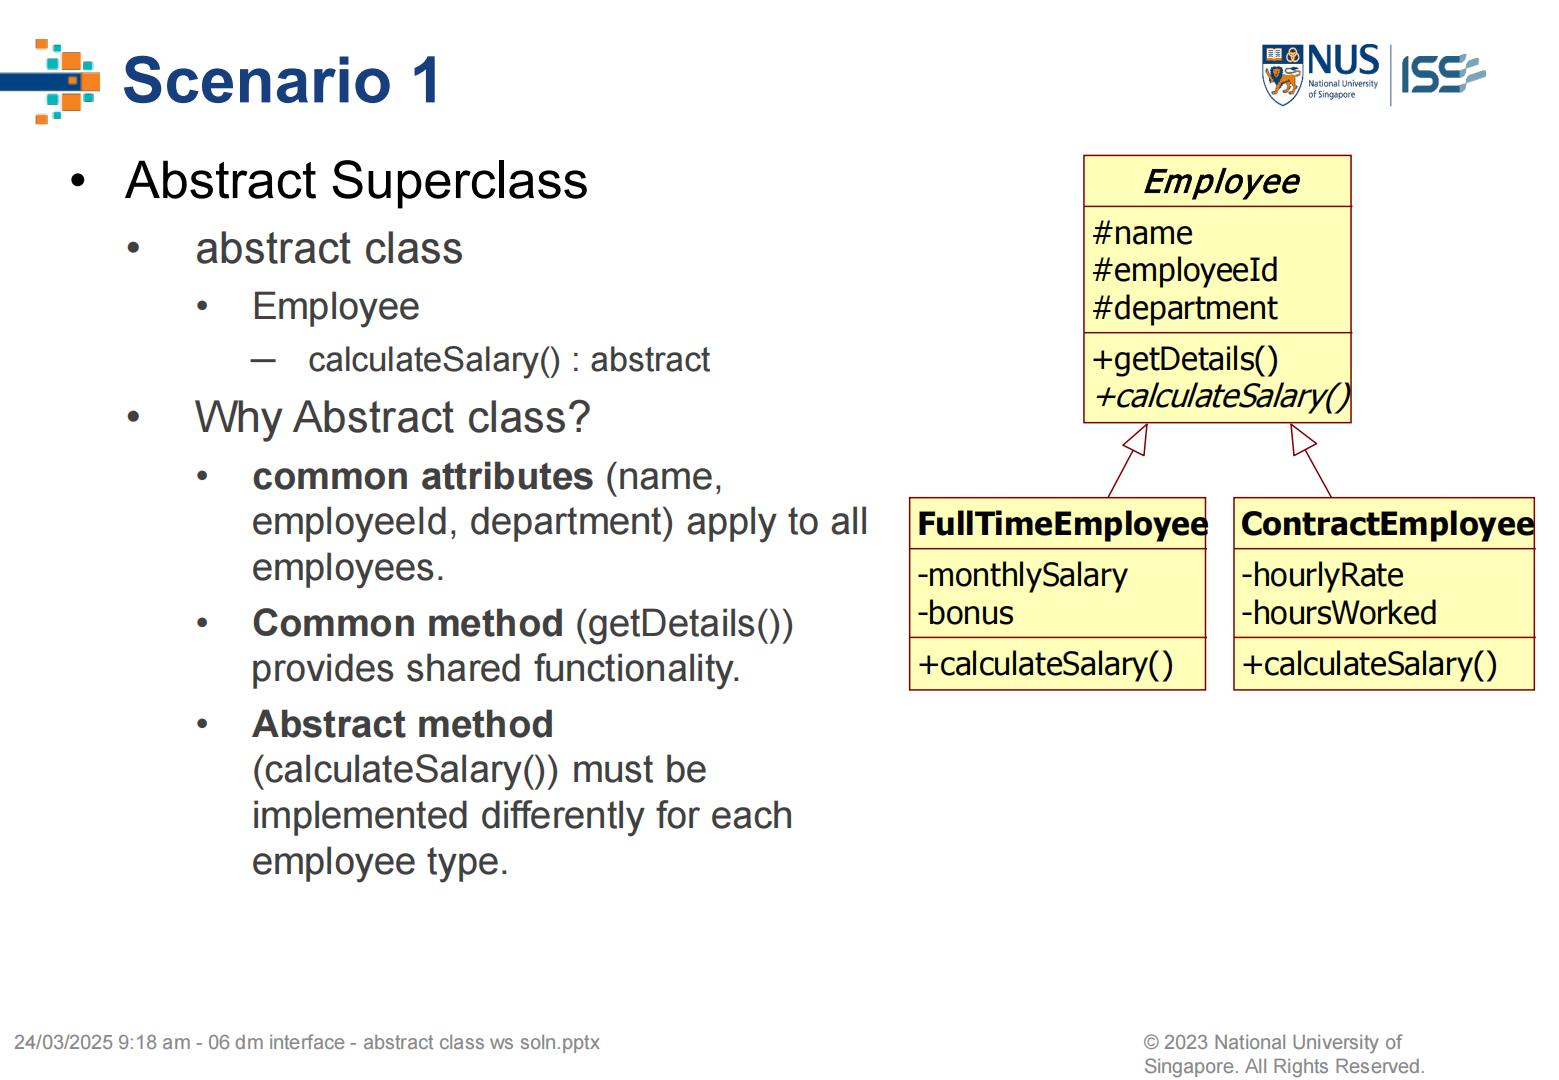 Scenario 1
NUS
National University
of Singapore
ISS
• Abstract Superclass
• abstract class
• Employee
– calculateSalary() : abstract
• Why Abstract class?
• common attributes (name,
employeeId, department) apply to all
employees.
• Common method (getDetails())
provides shared functionality.
• Abstract method
(calculateSalary()) must be
implemented differently for each
employee type.
Employee
#name
#employeeId
#department
+getDetails()
+calculateSalary()
FullTimeEmployee
-monthlySalary
-bonus
+calculateSalary()
ContractEmployee
-hourlyRate
-hoursWorked
+calculateSalary()
24/03/2025 9:18 am - 06 dm interface - abstract class ws soln.pptx
© 2023 National University of
Singapore. All Rights Reserved.